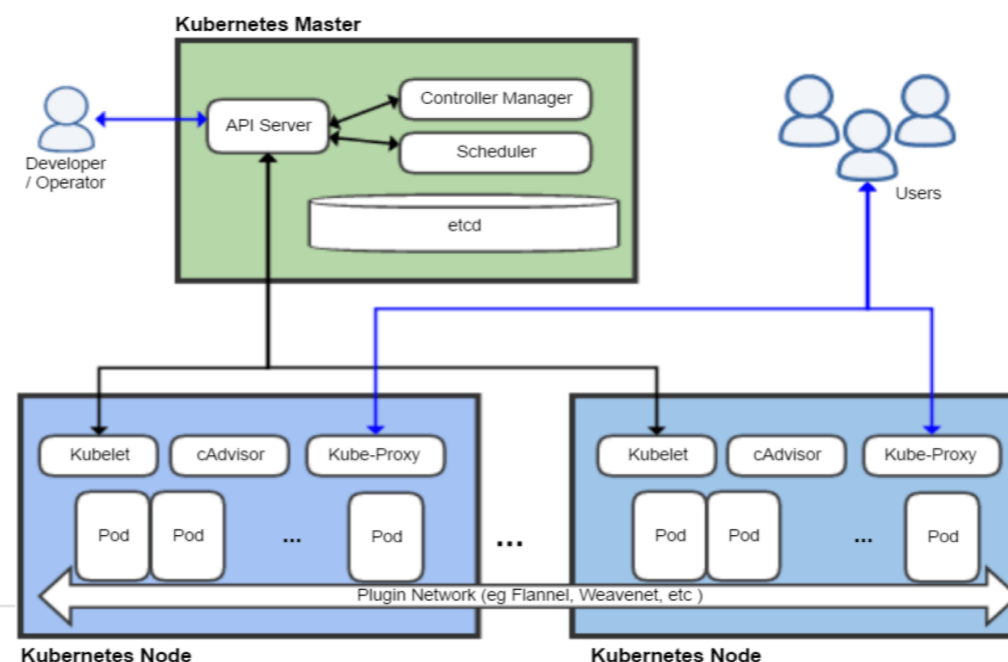 Kubernetes Master
API Server
Controller Manager
Scheduler
etcd
Developer
/ Operator
Users
Kubelet
cAdvisor
Kube-Proxy
Kubelet
cAdvisor
Kube-Proxy
Pod
Pod
...
Pod
...
Pod
Pod
...
Pod
Plugin Network (eg Flannel, Weavenet, etc )
Kubernetes Node
Kubernetes Node